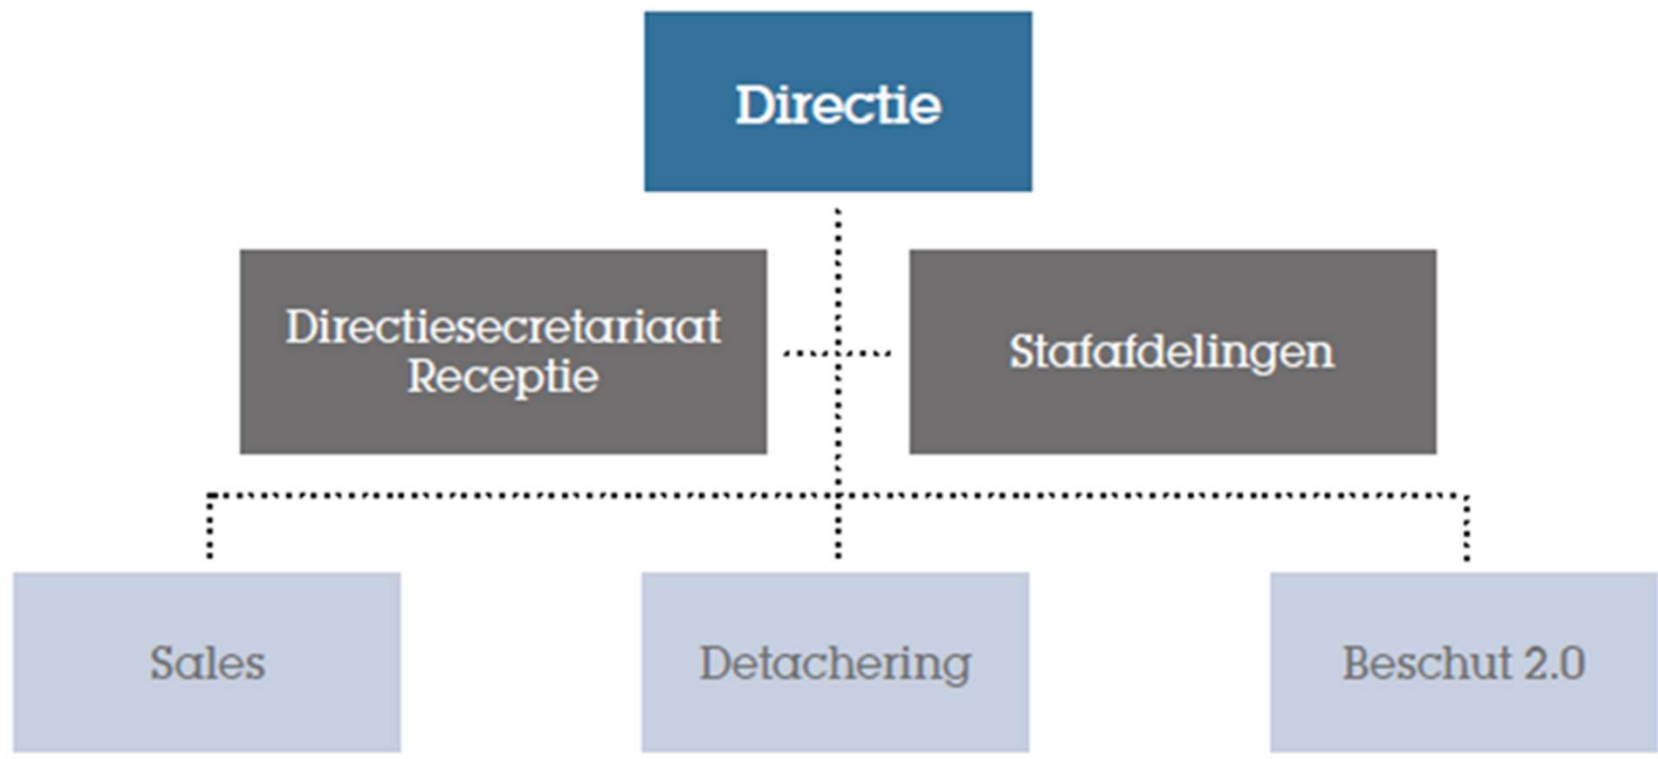 Directie
Directiesecretariaat
Receptie
Stafafdelingen
Sales
Detachering
Beschut 2.0